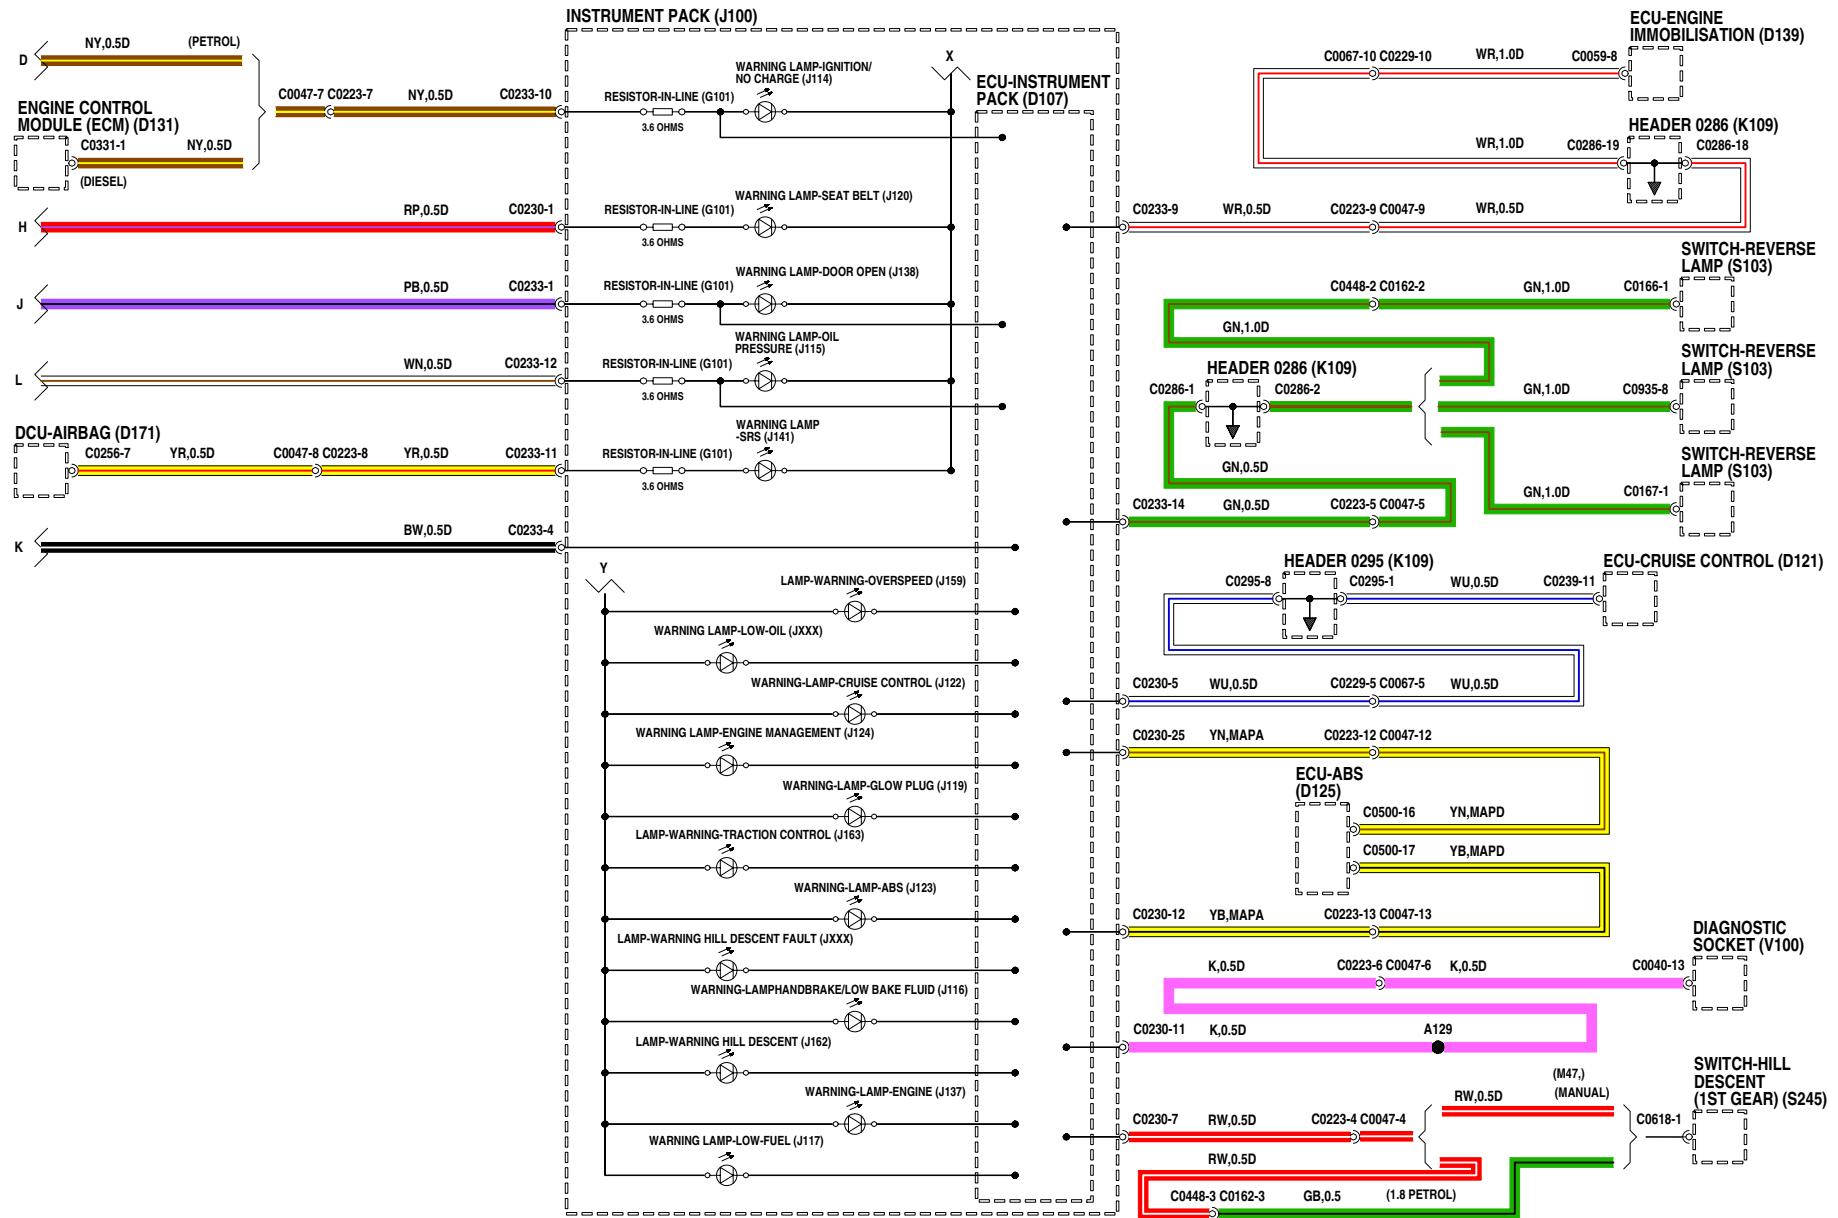 INSTRUMENT PACK (J100)
D
NY,0.5D
(PETROL)
ENGINE CONTROL
MODULE (ECM) (D131)
C0331-1
NY,0.5D
(DIESEL)
C0047-7 C0223-7
NY,0.5D
C0233-10
RESISTOR-IN-LINE (G101)
3.6 OHMS
WARNING LAMP-IGNITION/
NO CHARGE (J114)
X
ECU-INSTRUMENT
PACK (D107)
H
RP,0.5D
C0230-1
RESISTOR-IN-LINE (G101)
3.6 OHMS
WARNING LAMP-SEAT BELT (J120)
J
PB,0.5D
C0233-1
RESISTOR-IN-LINE (G101)
3.6 OHMS
WARNING LAMP-DOOR OPEN (J138)
L
WN,0.5D
C0233-12
RESISTOR-IN-LINE (G101)
3.6 OHMS
WARNING LAMP-OIL
PRESSURE (J115)
DCU-AIRBAG (D171)
C0256-7
YR,0.5D
C0047-8 C0223-8
YR,0.5D
C0233-11
RESISTOR-IN-LINE (G101)
3.6 OHMS
WARNING LAMP
-SRS (J141)
K
BW,0.5D
C0233-4
Y
LAMP-WARNING-OVERSPEED (J159)
WARNING LAMP-LOW-OIL (JXXX)
WARNING-LAMP-CRUISE CONTROL (J122)
WARNING LAMP-ENGINE MANAGEMENT (J124)
WARNING-LAMP-GLOW PLUG (J119)
LAMP-WARNING-TRACTION CONTROL (J163)
WARNING-LAMP-ABS (J123)
LAMP-WARNING HILL DESCENT FAULT (JXXX)
WARNING-LAMPHANDBRAKE/LOW BAKE FLUID (J116)
LAMP-WARNING HILL DESCENT (J162)
WARNING-LAMP-ENGINE (J137)
WARNING LAMP-LOW-FUEL (J117)
ECU-ENGINE
IMMOBILISATION (D139)
C0067-10 C0229-10
WR,1.0D
C0059-8
HEADER 0286 (K109)
WR,1.0D
C0286-19
C0286-18
C0233-9
WR,0.5D
C0223-9 C0047-9
WR,0.5D
SWITCH-REVERSE
LAMP (S103)
C0448-2 C0162-2
GN,1.0D
C0166-1
GN,1.0D
SWITCH-REVERSE
LAMP (S103)
HEADER 0286 (K109)
C0286-1
C0286-2
GN,1.0D
C0935-8
SWITCH-REVERSE
LAMP (S103)
GN,0.5D
GN,1.0D
C0167-1
C0233-14
GN,0.5D
C0223-5 C0047-5
HEADER 0295 (K109)
ECU-CRUISE CONTROL (D121)
C0295-8
C0295-1
WU,0.5D
C0239-11
C0230-5
WU,0.5D
C0229-5 C0067-5
WU,0.5D
C0230-25
YN,MAPA
C0223-12 C0047-12
ECU-ABS
(D125)
C0500-16
YN,MAPD
C0500-17
YB,MAPD
C0230-12
YB,MAPA
C0223-13 C0047-13
DIAGNOSTIC
SOCKET (V100)
K,0.5D
C0223-6 C0047-6
K,0.5D
C0040-13
C0230-11
K,0.5D
A129
SWITCH-HILL
DESCENT
(1ST GEAR) (S245)
(M47,)
(MANUAL)
RW,0.5D
C0230-7
RW,0.5D
C0223-4 C0047-4
C0618-1
RW,0.5D
C0448-3 C0162-3
GB,0.5
(1.8 PETROL)